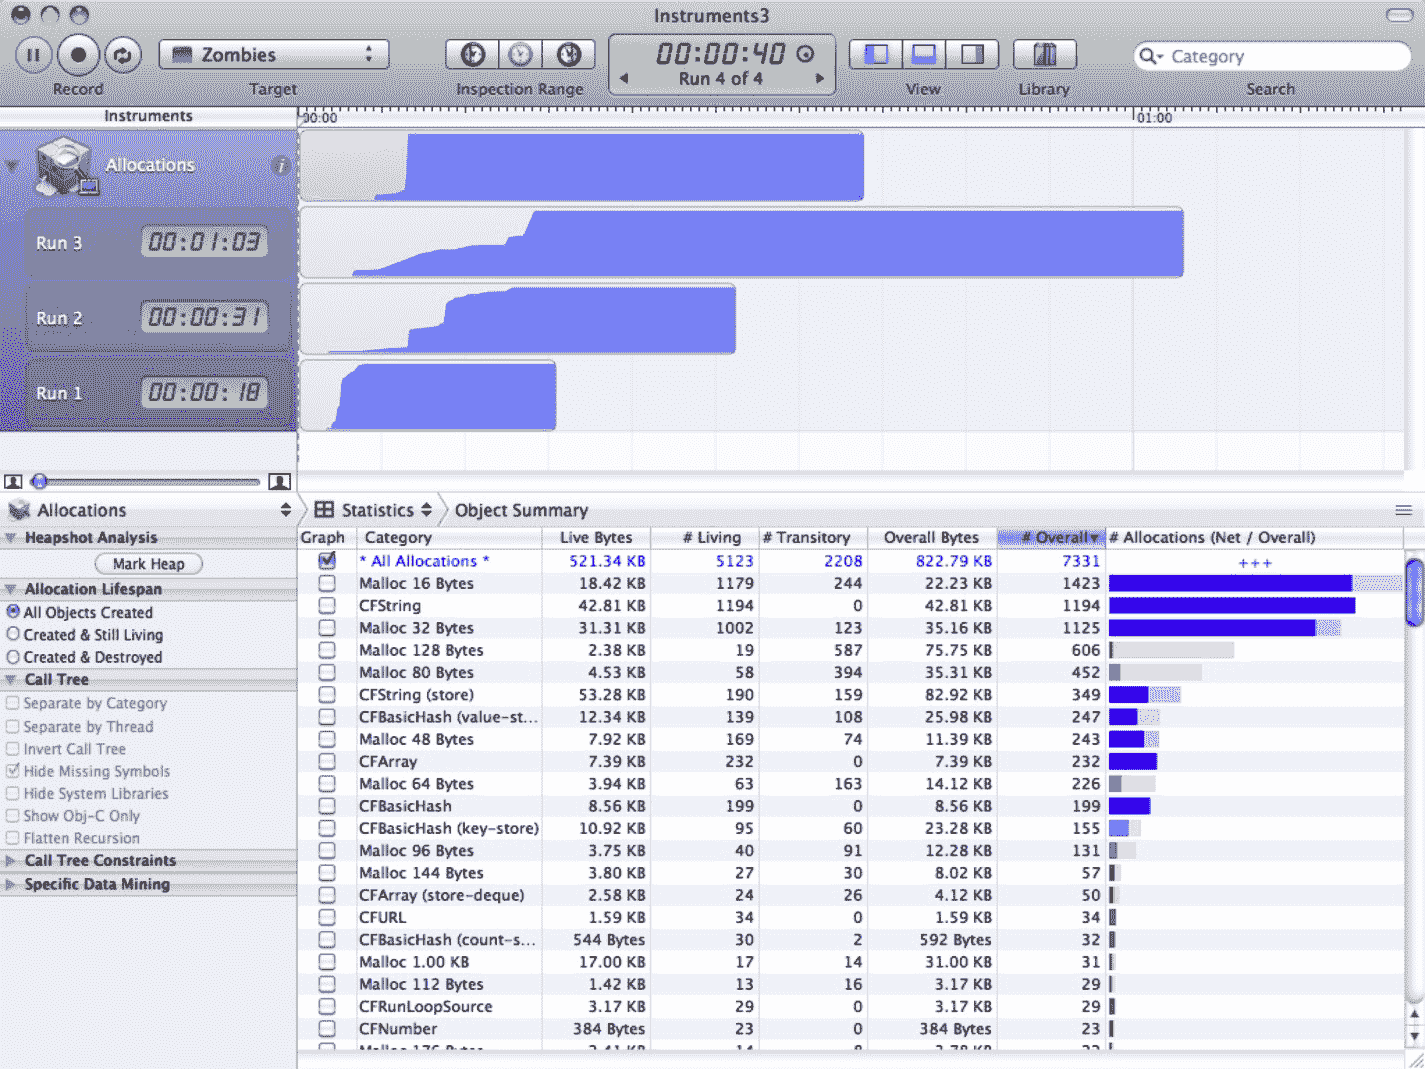 Instruments3
Zombies
00:00:40
Run 4 of 4
Category
Record
Target
Inspection Range
View
Library
Search
Instruments
00:00
01:00
Allocations
Run 3 00:01:03
Run 2 00:00:31
Run 1 00:00:18
Allocations
Statistics
Object Summary
Heapshot Analysis
Mark Heap
Allocation Lifespan
All Objects Created
Created & Still Living
Created & Destroyed
Call Tree
Separate by Category
Separate by Thread
Invert Call Tree
Hide Missing Symbols
Hide System Libraries
Show Obj-C Only
Flatten Recursion
Call Tree Constraints
Specific Data Mining
Graph Category Live Bytes # Living # Transitory Overall Bytes # Overall # Allocations (Net / Overall)
* All Allocations * 521.34 KB 5123 2208 822.79 KB 7331 +++
Malloc 16 Bytes 18.42 KB 1179 244 22.23 KB 1423
CFString 42.81 KB 1194 0 42.81 KB 1194
Malloc 32 Bytes 31.31 KB 1002 123 35.16 KB 1125
Malloc 128 Bytes 2.38 KB 19 587 75.75 KB 606
Malloc 80 Bytes 4.53 KB 58 394 35.31 KB 452
CFString (store) 53.28 KB 190 159 82.92 KB 349
CFBasicHash (value-st... 12.34 KB 139 108 25.98 KB 247
Malloc 48 Bytes 7.92 KB 169 74 11.39 KB 243
CFArray 7.39 KB 232 0 7.39 KB 232
Malloc 64 Bytes 3.94 KB 63 163 14.12 KB 226
CFBasicHash 8.56 KB 199 0 8.56 KB 199
CFBasicHash (key-store) 10.92 KB 95 60 23.28 KB 155
Malloc 96 Bytes 3.75 KB 40 91 12.28 KB 131
Malloc 144 Bytes 3.80 KB 27 30 8.02 KB 57
CFArray (store-deque) 2.58 KB 24 26 4.12 KB 50
CFURL 1.59 KB 34 0 1.59 KB 34
CFBasicHash (count-s... 544 Bytes 30 2 592 Bytes 32
Malloc 1.00 KB 17.00 KB 17 14 31.00 KB 31
Malloc 112 Bytes 1.42 KB 13 16 3.17 KB 29
CFRunLoopSource 3.17 KB 29 0 3.17 KB 29
CFNumber 384 Bytes 23 0 384 Bytes 23